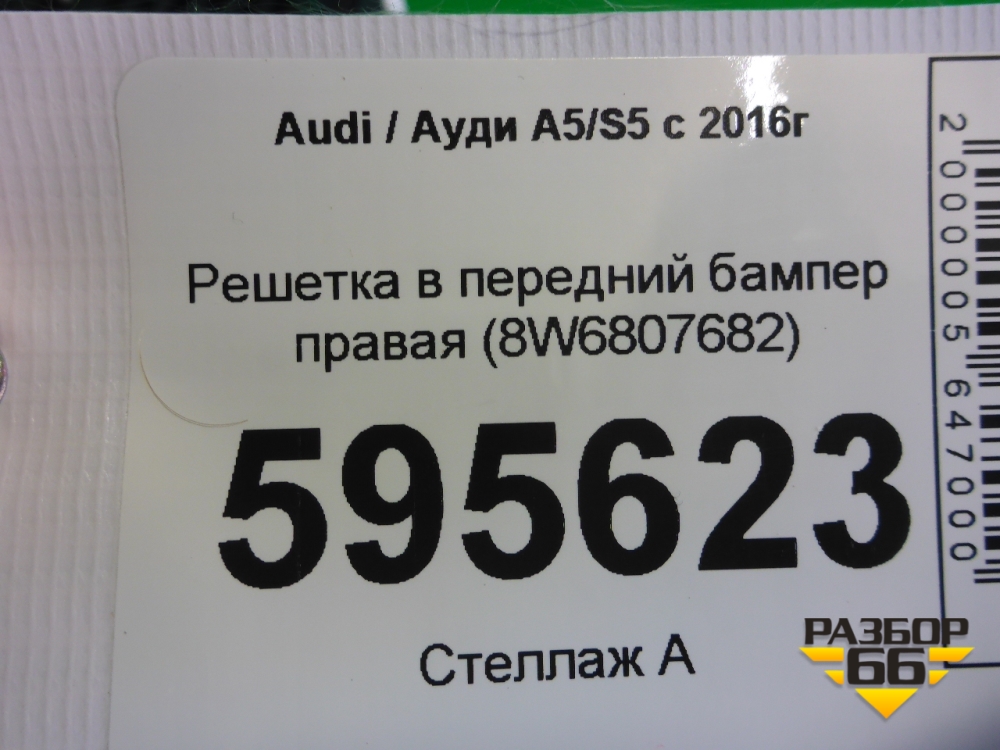 Audi / Ауди A5/S5 с 2016г
Решетка в передний бампер
правая (8W6807682)
595623
Стеллаж А
2000005647000
РАЗБОР
66